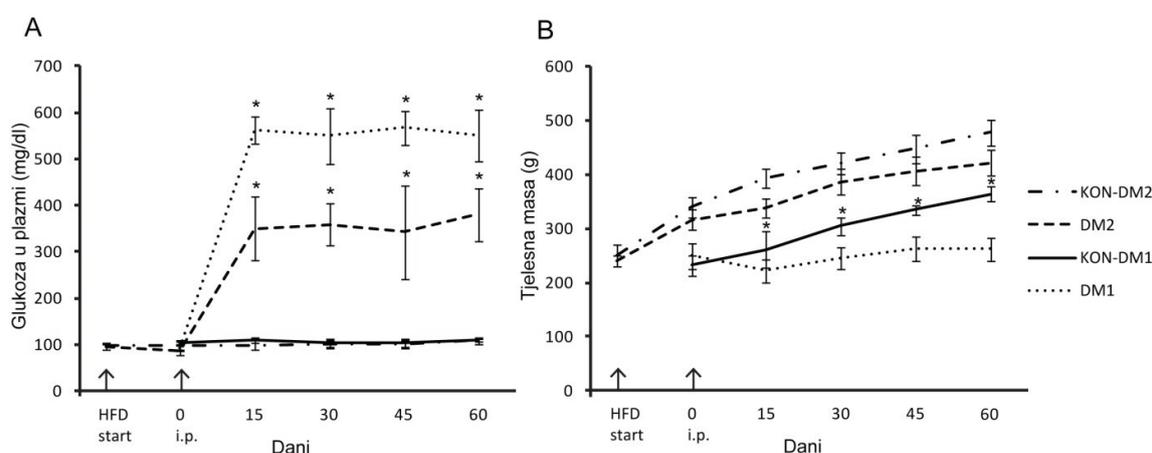 A
Glukoza u plazmi (mg/dl)
700
600
500
400
300
200
100
0
* * * *
* * * *
HFD start
0 i.p.
15
30
45
60
Dani
B
Tjelesna masa (g)
600
500
400
300
200
100
0
* * * *
HFD start
0 i.p.
15
30
45
60
Dani
KON-DM2
DM2
KON-DM1
DM1